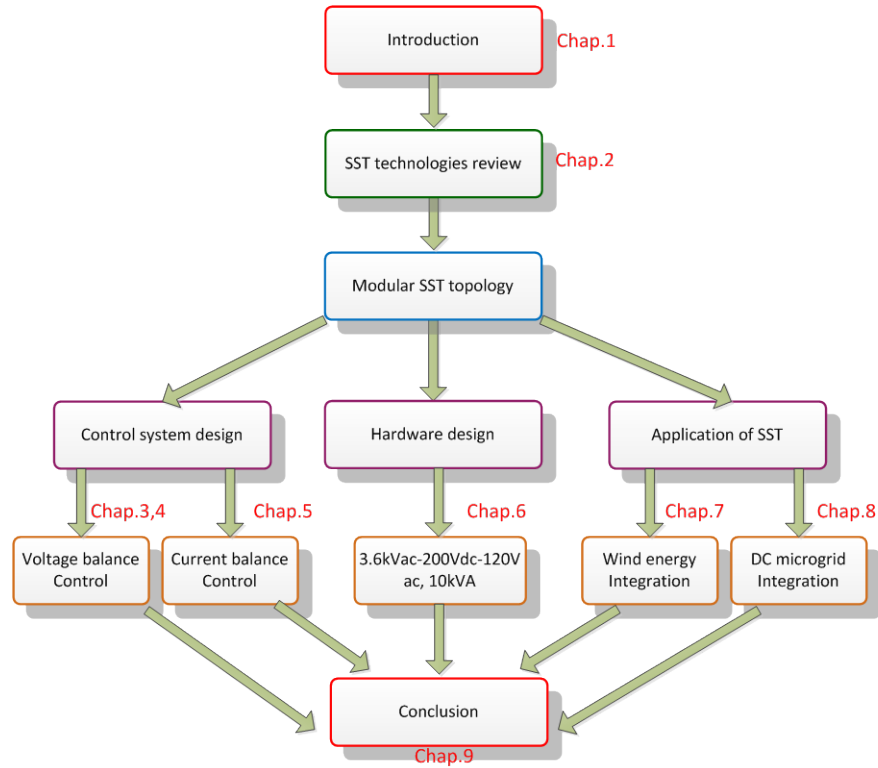 Introduction
Chap.1
SST technologies review
Chap.2
Modular SST topology
Control system design
Hardware design
Application of SST
Chap.3,4
Chap.5
Chap.6
Chap.7
Chap.8
Voltage balance
Control
Current balance
Control
3.6kVac-200Vdc-120V
ac, 10kVA
Wind energy
Integration
DC microgrid
Integration
Conclusion
Chap.9